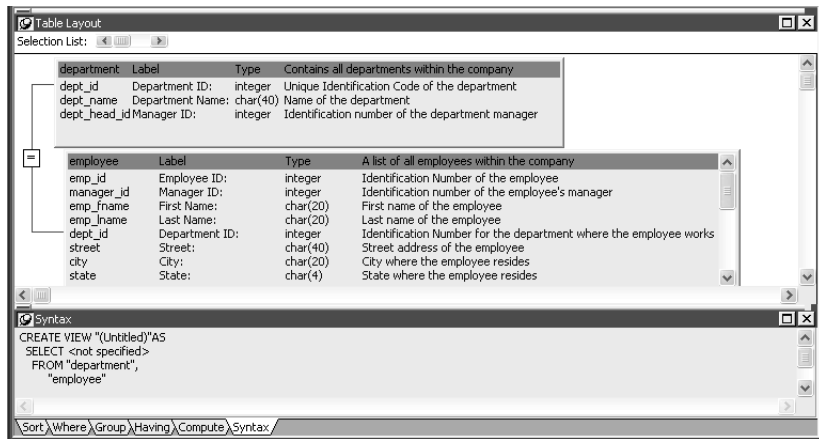 Table Layout
Selection List:
department Label Type Contains all departments within the company
dept_id Department ID: integer Unique Identification Code of the department
dept_name Department Name: char(40) Name of the department
dept_head_id Manager ID: integer Identification number of the department manager
=
employee Label Type A list of all employees within the company
emp_id Employee ID: integer Identification Number of the employee
manager_id Manager ID: integer Identification number of the employee's manager
emp_fname First Name: char(20) First name of the employee
emp_lname Last Name: char(20) Last name of the employee
dept_id Department ID: integer Identification Number for the department where the employee works
street Street: char(40) Street address of the employee
city City: char(20) City where the employee resides
state State: char(4) State where the employee resides
Syntax
CREATE VIEW "(Untitled)"AS
SELECT <not specified>
FROM "department",
"employee"
Sort Where Group Having Compute Syntax